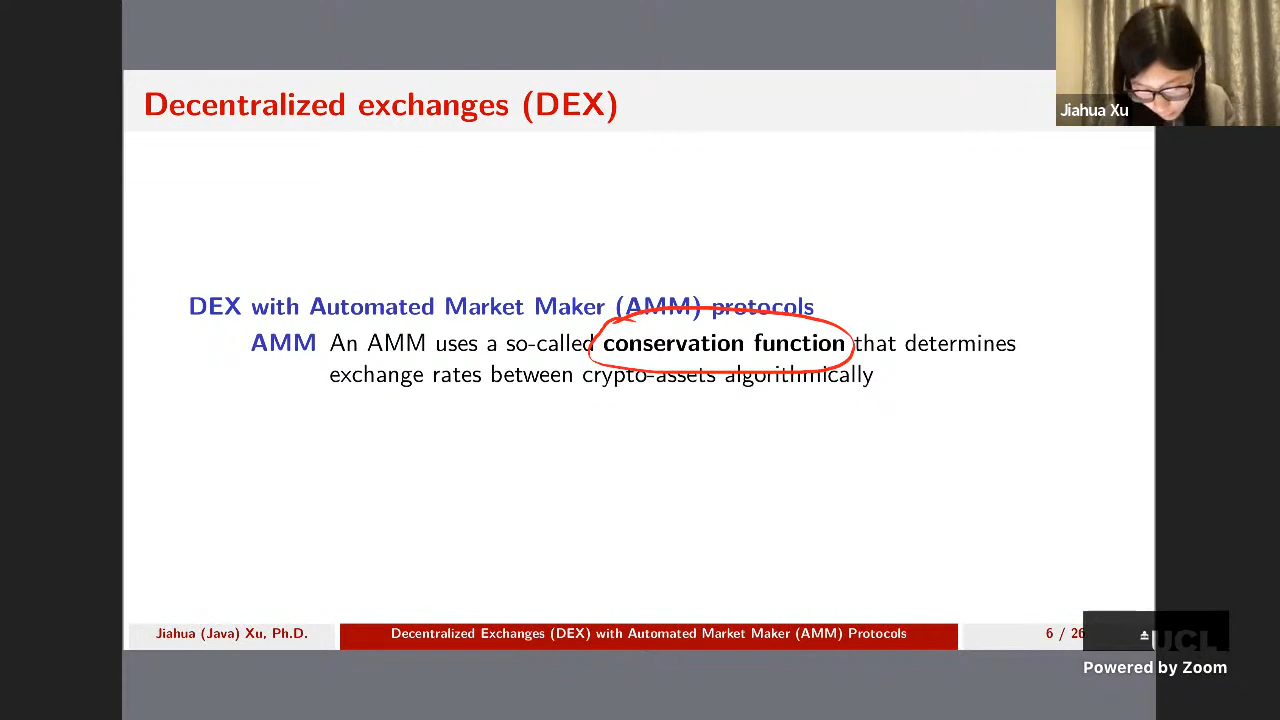 Decentralized exchanges (DEX)
Jiahua Xu
DEX with Automated Market Maker (AMM) protocols
AMM An AMM uses a so-called conservation function that determines
exchange rates between crypto-assets algorithmically
Jiahua (Java) Xu, Ph.D.
Decentralized Exchanges (DEX) with Automated Market Maker (AMM) Protocols
6 / 26
UCL
Powered by Zoom